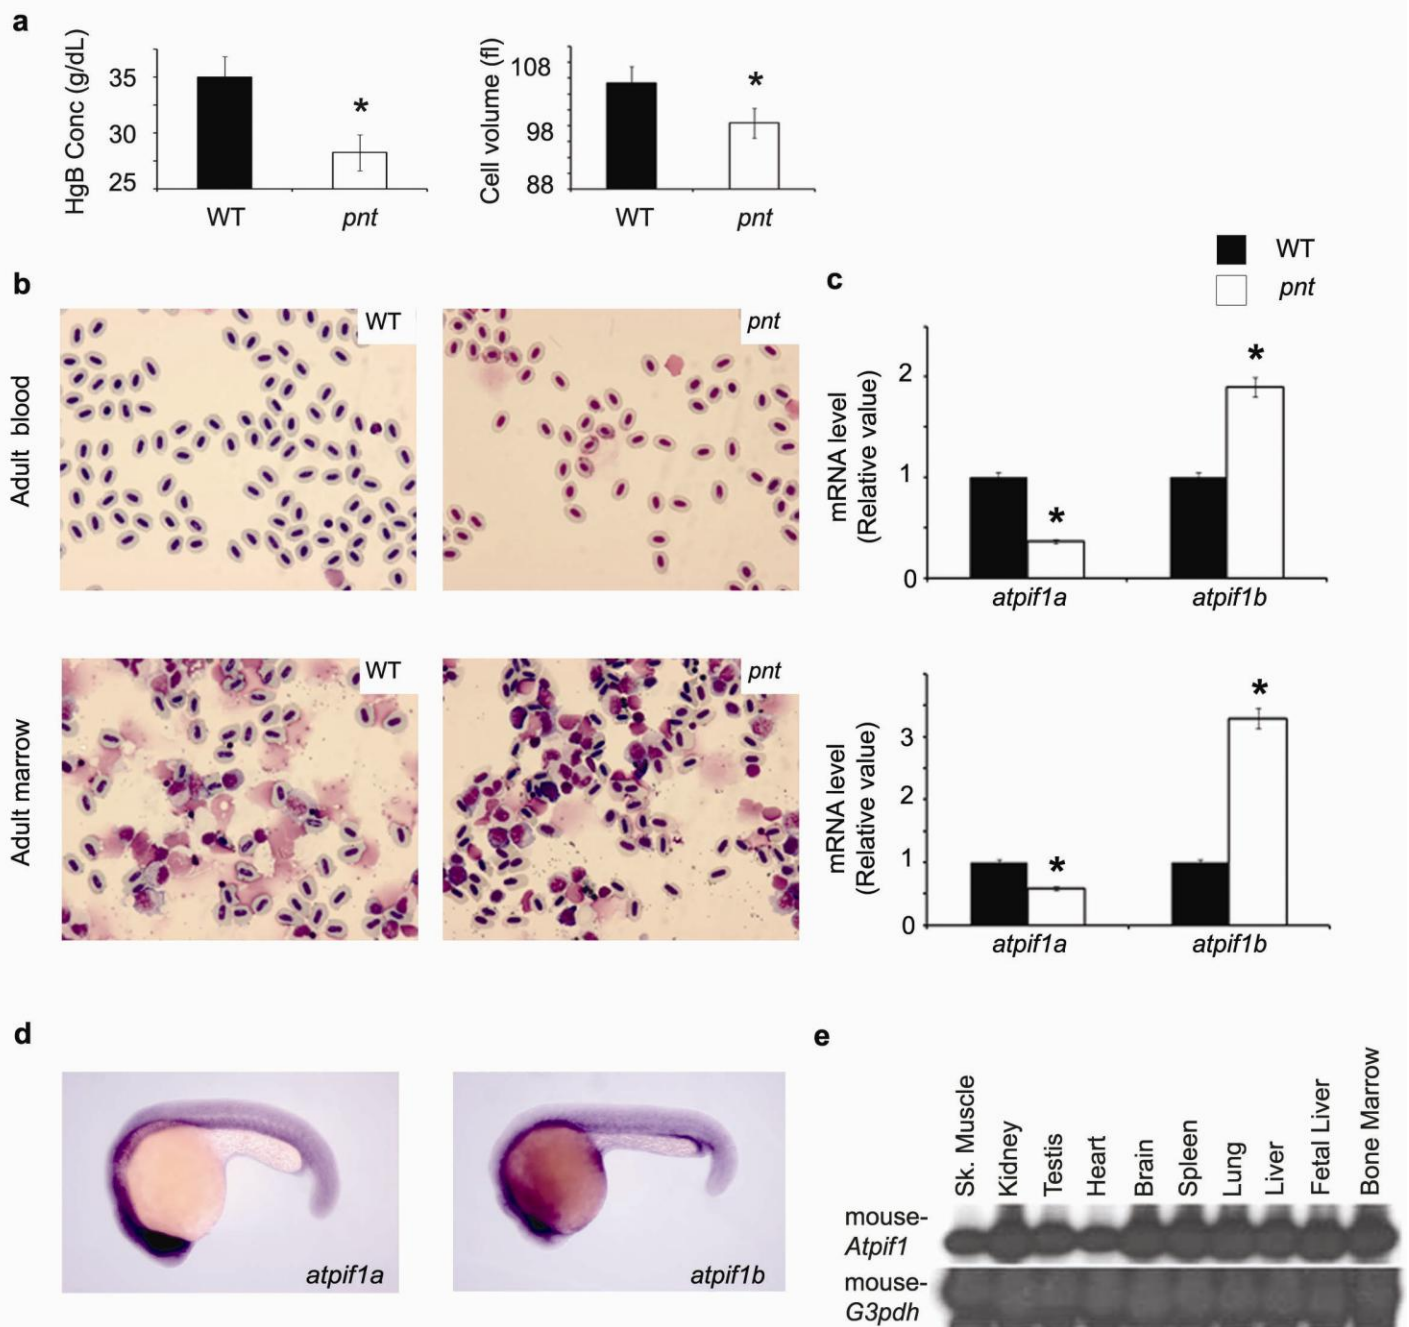 a
HgB Conc (g/dL)
35
30
25
*
WT
pnt
Cell volume (fl)
108
98
88
*
WT
pnt
WT
pnt
b
Adult blood
WT
pnt
Adult marrow
WT
pnt
c
mRNA level
(Relative value)
2
1
0
*
*
atpif1a
atpif1b
mRNA level
(Relative value)
3
2
1
0
*
*
atpif1a
atpif1b
d
atpif1a
atpif1b
e
Sk. Muscle
Kidney
Testis
Heart
Brain
Spleen
Lung
Liver
Fetal Liver
Bone Marrow
mouse-
Atpif1
mouse-
G3pdh